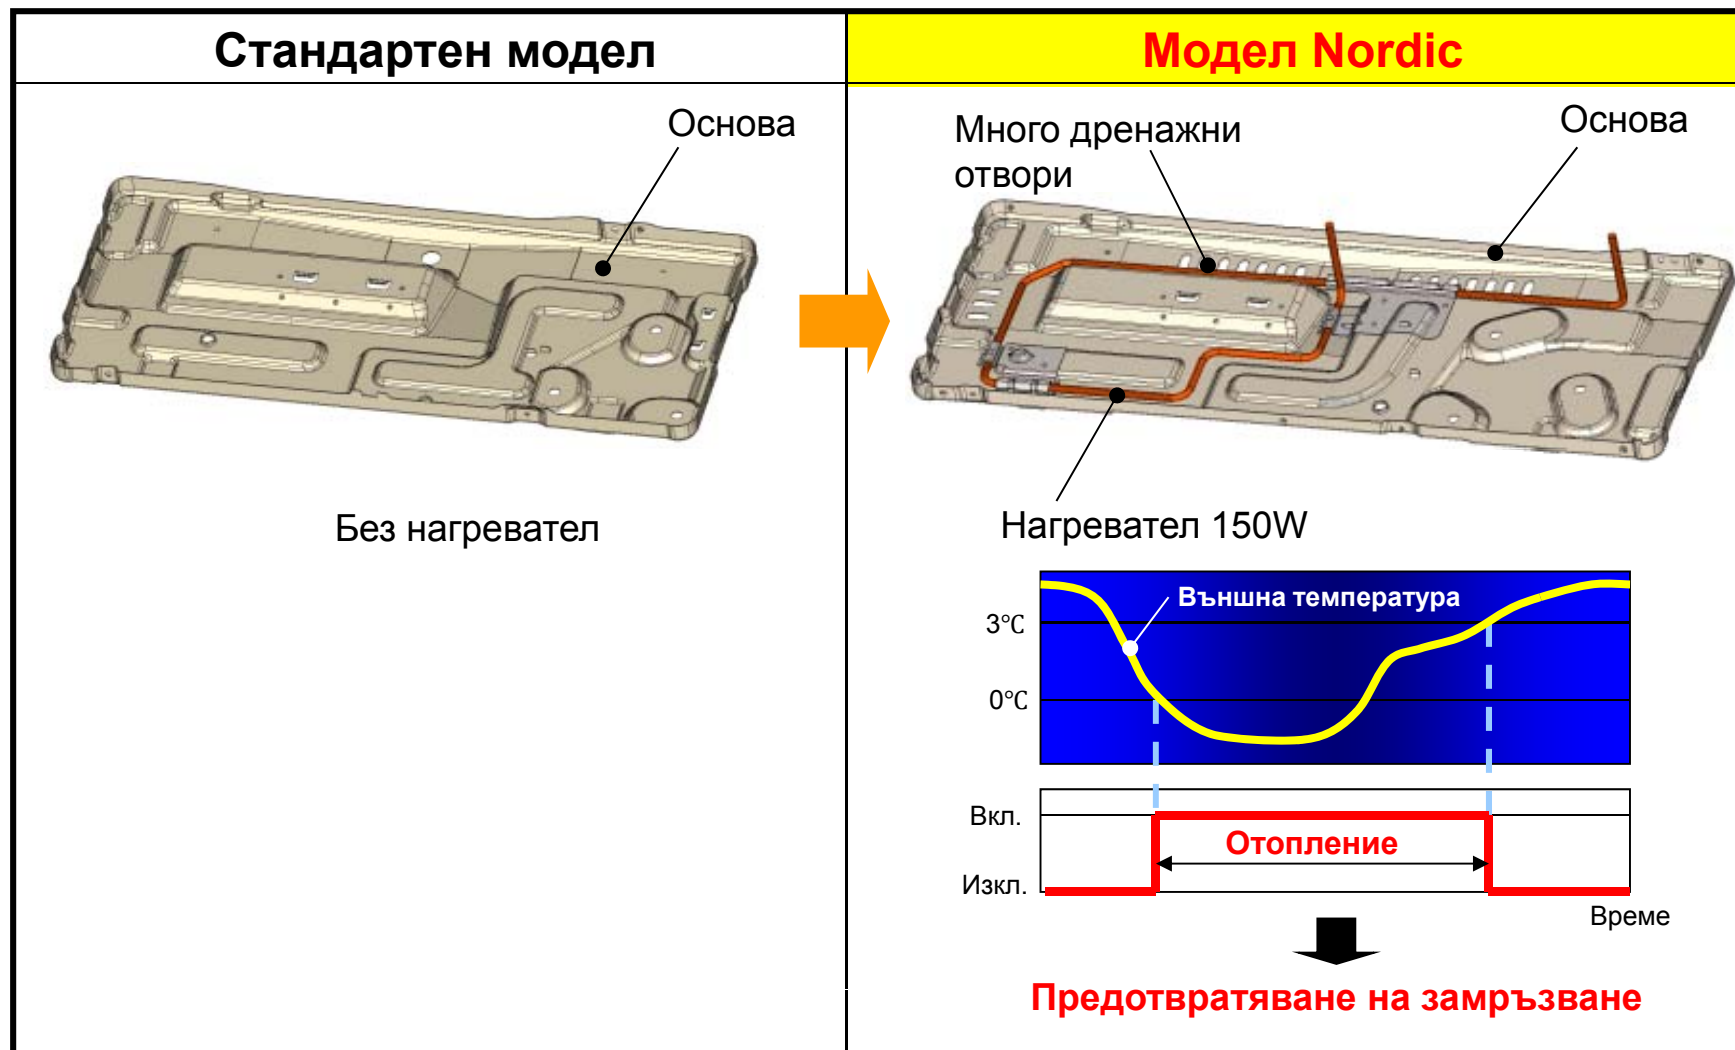 Стандартен модел
Модел Nordic
Основа
Много дренажни
отвори
Основа
Без нагревател
Нагревател 150W
Външна температура
3°C
0°C
Вкл.
Отопление
Изкл.
Време
Предотвратяване на замръзване